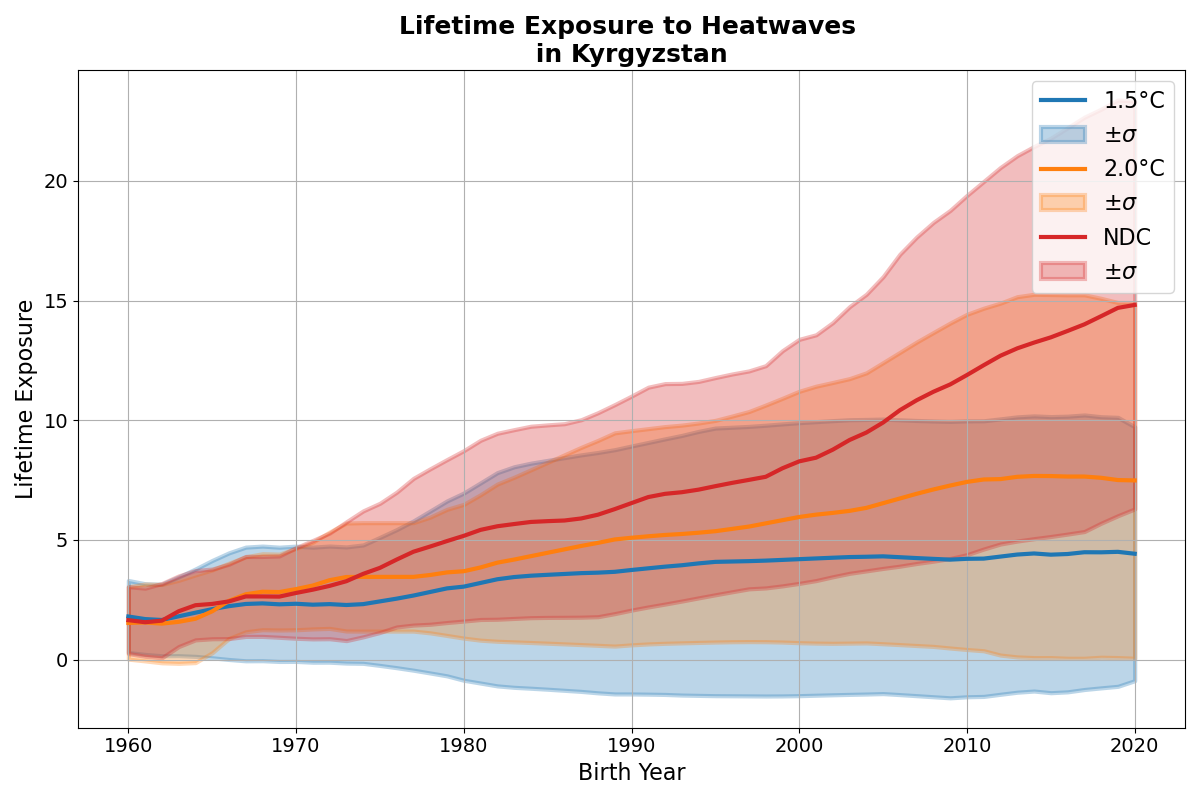 Lifetime Exposure to Heatwaves
in Kyrgyzstan
Lifetime Exposure
20
15
10
5
0
1960 1970 1980 1990 2000 2010 2020
Birth Year
1.5°C
±σ
2.0°C
±σ
NDC
±σ